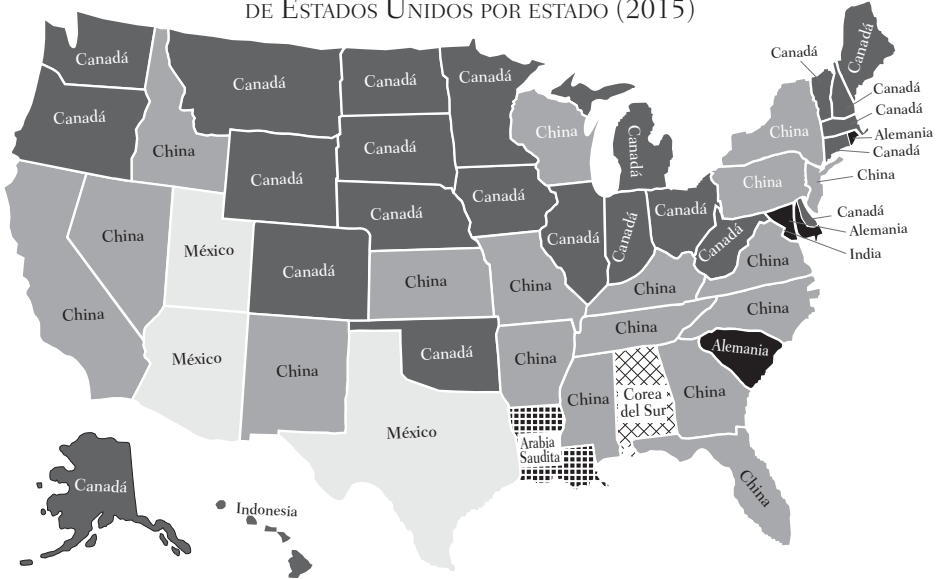 DE ESTADOS UNIDOS POR ESTADO (2015)
Canadá
Canadá
Canadá
Canadá
Canadá
Canadá
China
Canadá
Canadá
Canadá
Canadá
China
China
Canadá
Canadá
Alemania
Canadá
China
China
Canadá
Canadá
Canadá
Canadá
Canadá
Canadá
Canadá
Canadá
Alemania
India
China
México
Canadá
China
China
China
China
China
China
México
China
Canadá
China
China
Alemania
China
Corea
del Sur
China
México
Arabia
Saudita
China
Canadá
Indonesia